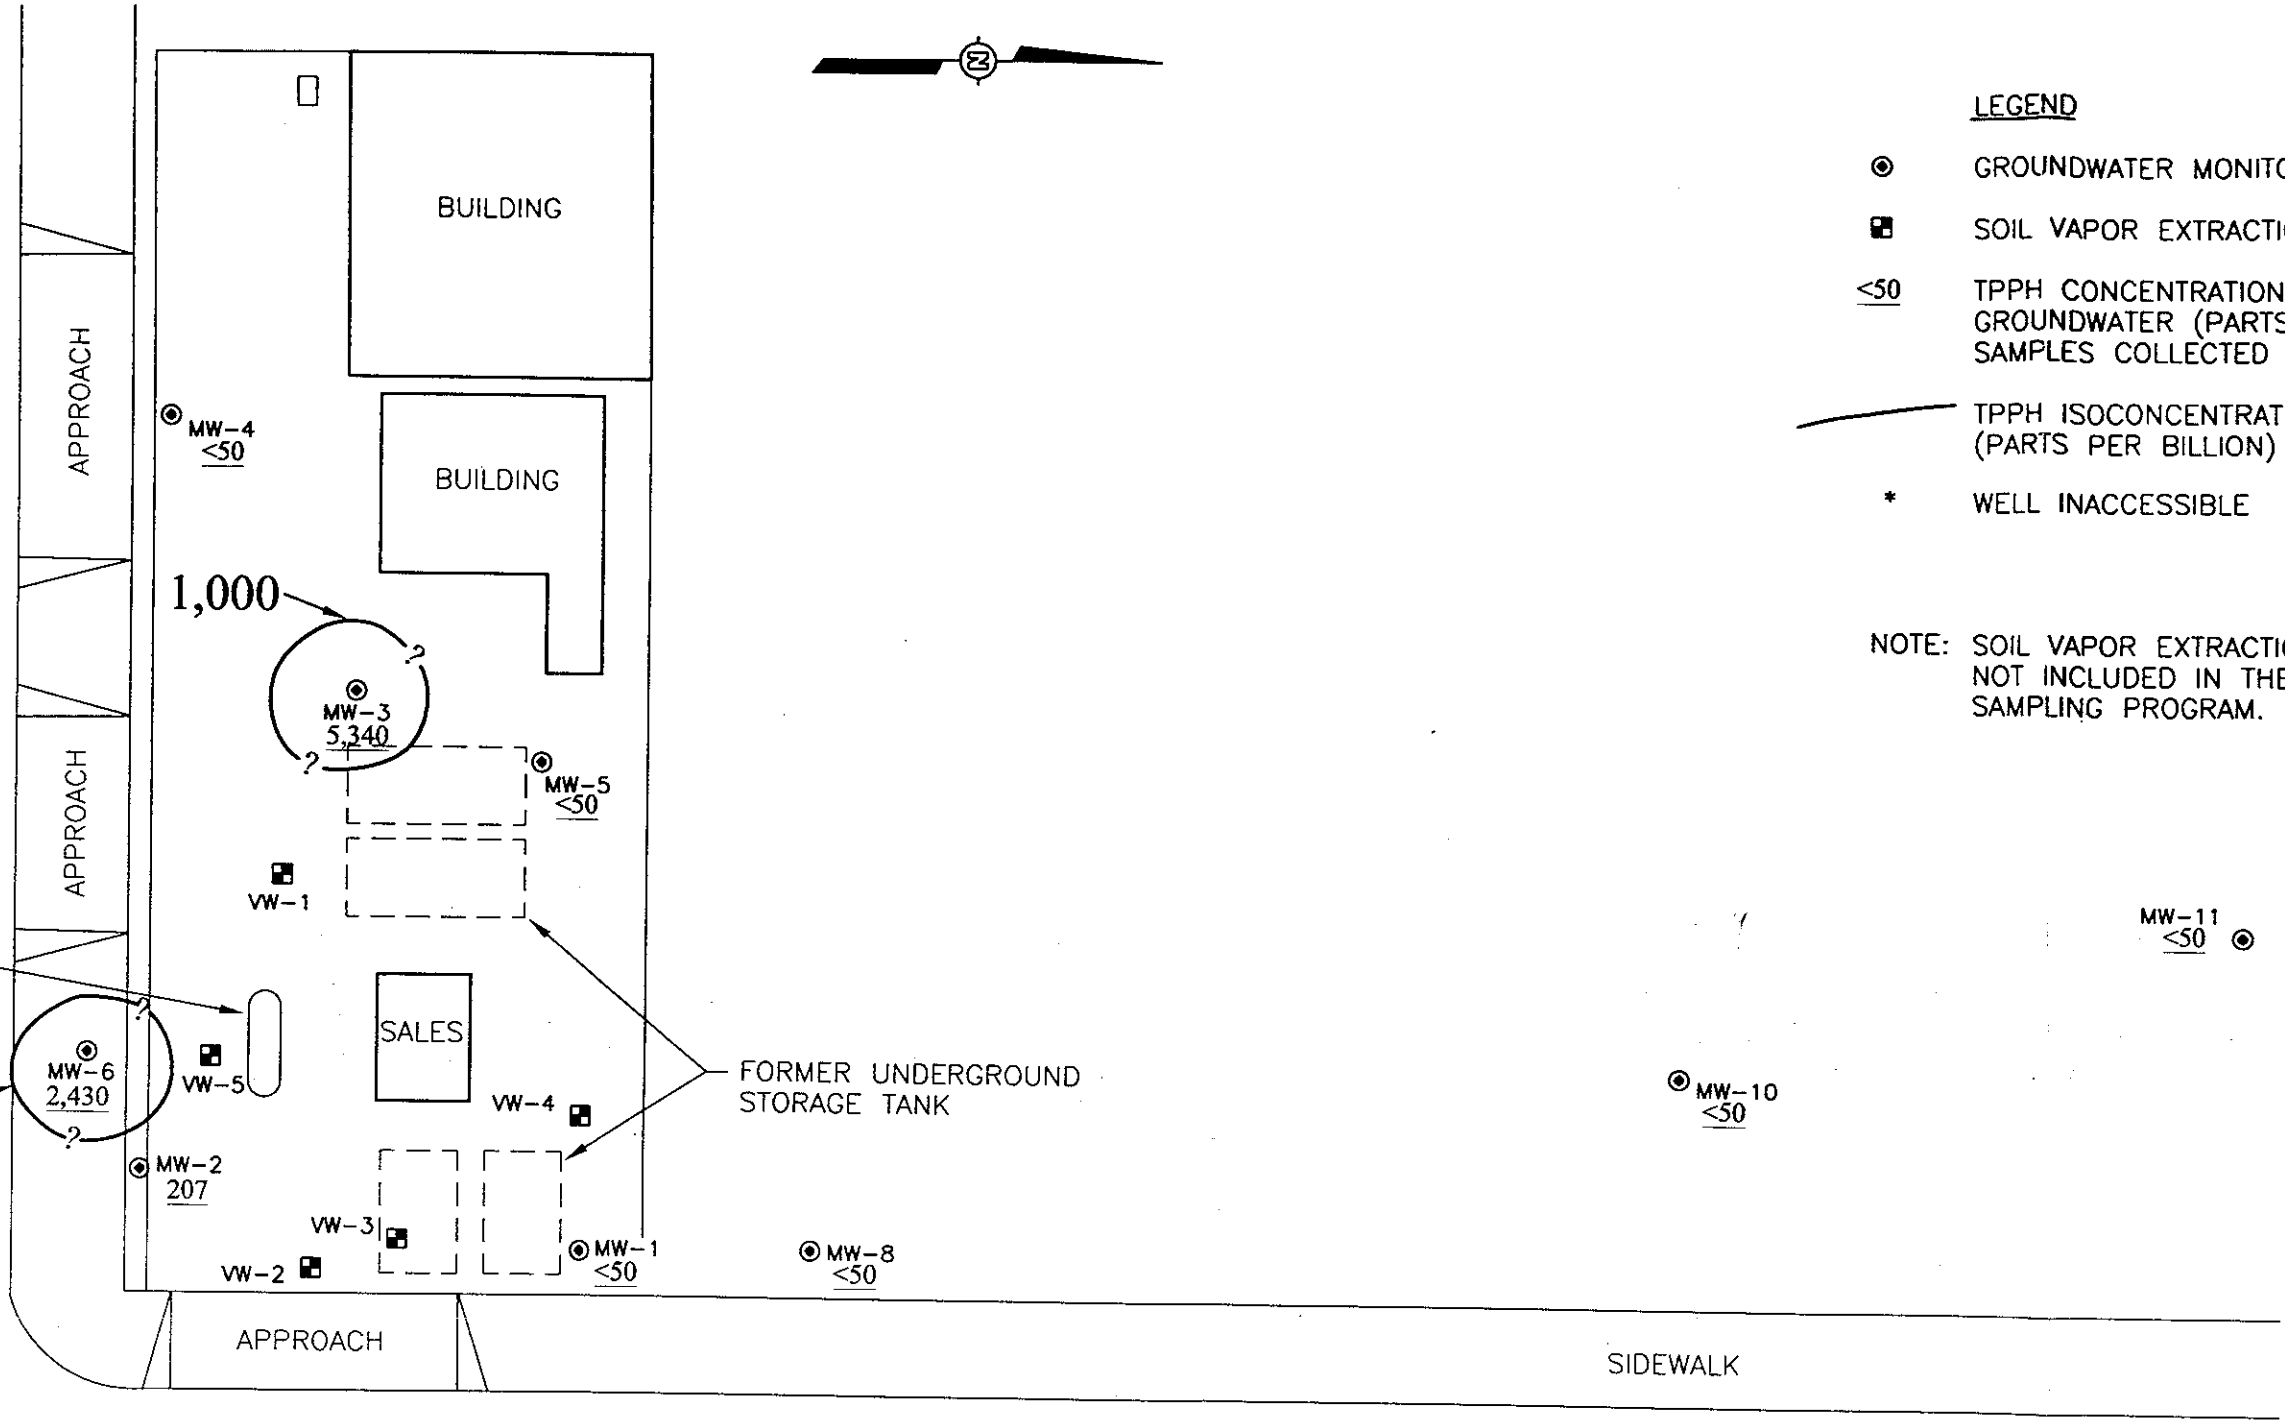 N
LEGEND
GROUNDWATER MONITO
SOIL VAPOR EXTRACTI
<50 TPPH CONCENTRATION
GROUNDWATER (PARTS
SAMPLES COLLECTED
TPPH ISOCONCENTRAT
(PARTS PER BILLION)
* WELL INACCESSIBLE
NOTE: SOIL VAPOR EXTRACTI
NOT INCLUDED IN THE
SAMPLING PROGRAM.
BUILDING
APPROACH
MW-4
<50
BUILDING
1,000
?
MW-3
5,340
?
MW-5
<50
APPROACH
VW-1
MW-11
<50
?
SALES
MW-6
2,430
VW-5
?
FORMER UNDERGROUND
STORAGE TANK
VW-4
MW-10
<50
MW-2
207
VW-3
VW-2
MW-1
<50
MW-8
<50
APPROACH
SIDEWALK